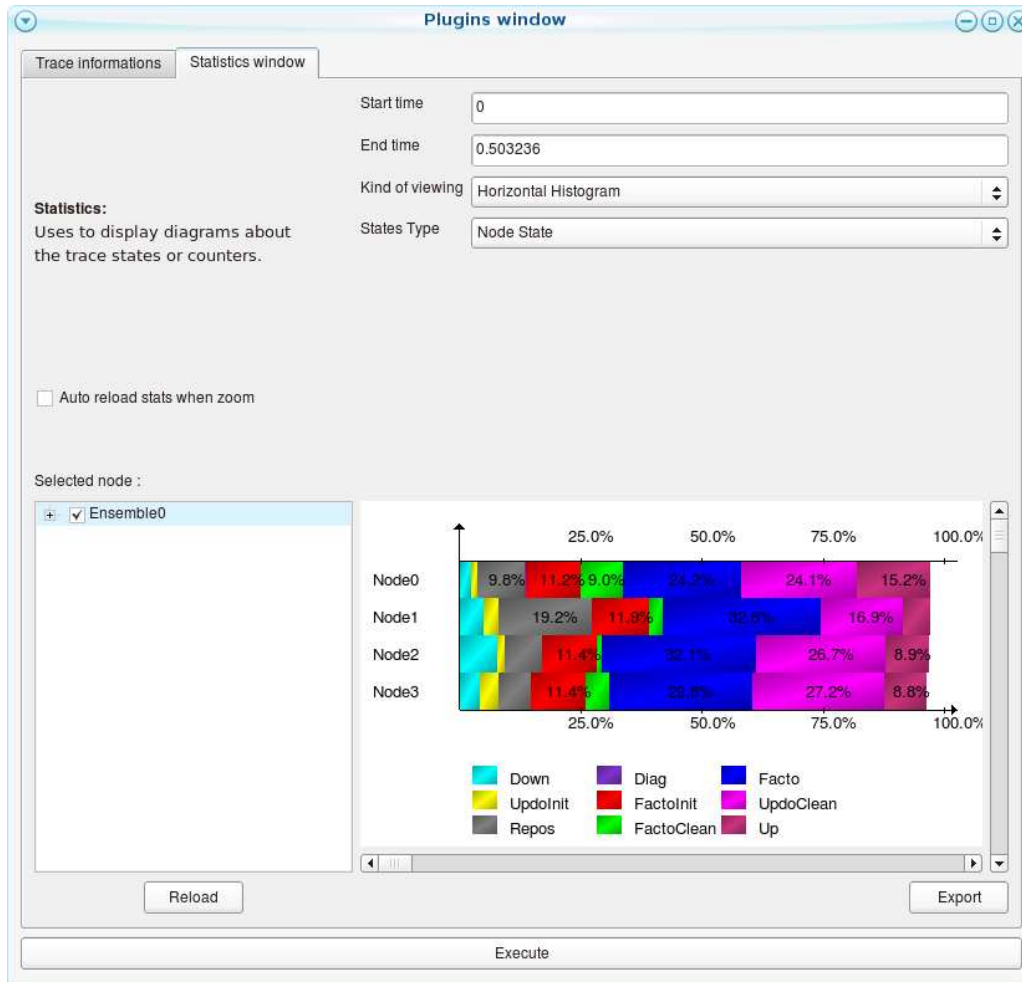 Plugins window
Trace informations
Statistics window
Start time
0
End time
0.503236
Kind of viewing
Horizontal Histogram
States Type
Node State
Statistics:
Uses to display diagrams about
the trace states or counters.
Auto reload stats when zoom
Selected node :
Ensemble0
25.0% 50.0% 75.0% 100.0%
Node0 9.8% 11.2% 9.0% 24.2% 24.1% 15.2%
Node1 19.2% 11.9% 32.6% 16.9%
Node2 11.4% 32.1% 26.7% 8.9%
Node3 11.4% 27.2% 8.8%
25.0% 50.0% 75.0% 100.0%
Down Diag Facto
UpdoInit FactoInit UpdoClean
Repos FactoClean Up
Reload
Export
Execute